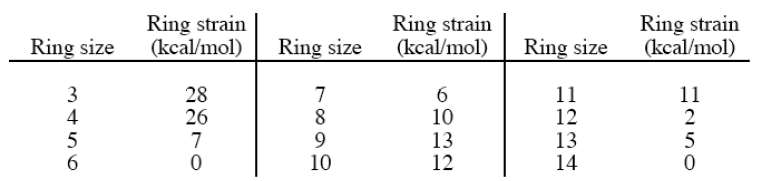 Ring size Ring strain (kcal/mol) Ring size Ring strain (kcal/mol) Ring size Ring strain (kcal/mol)
3 28 7 6 11 11
4 26 8 10 12 2
5 7 9 13 13 5
6 0 10 12 14 0